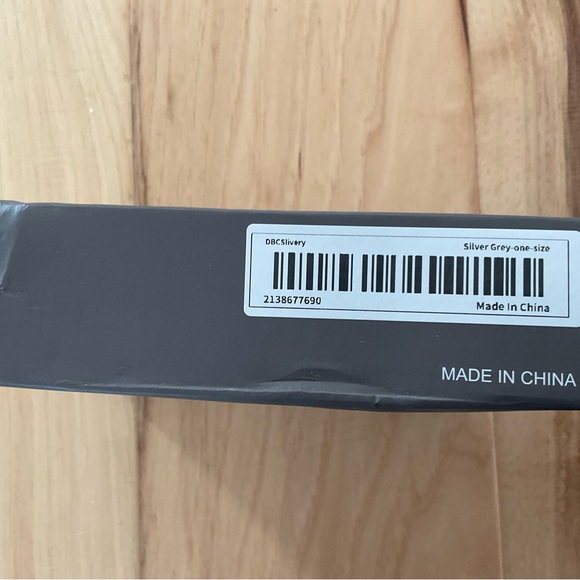 DBCSlivery Silver Grey-one-size
2138677690 Made In China
MADE IN CHINA